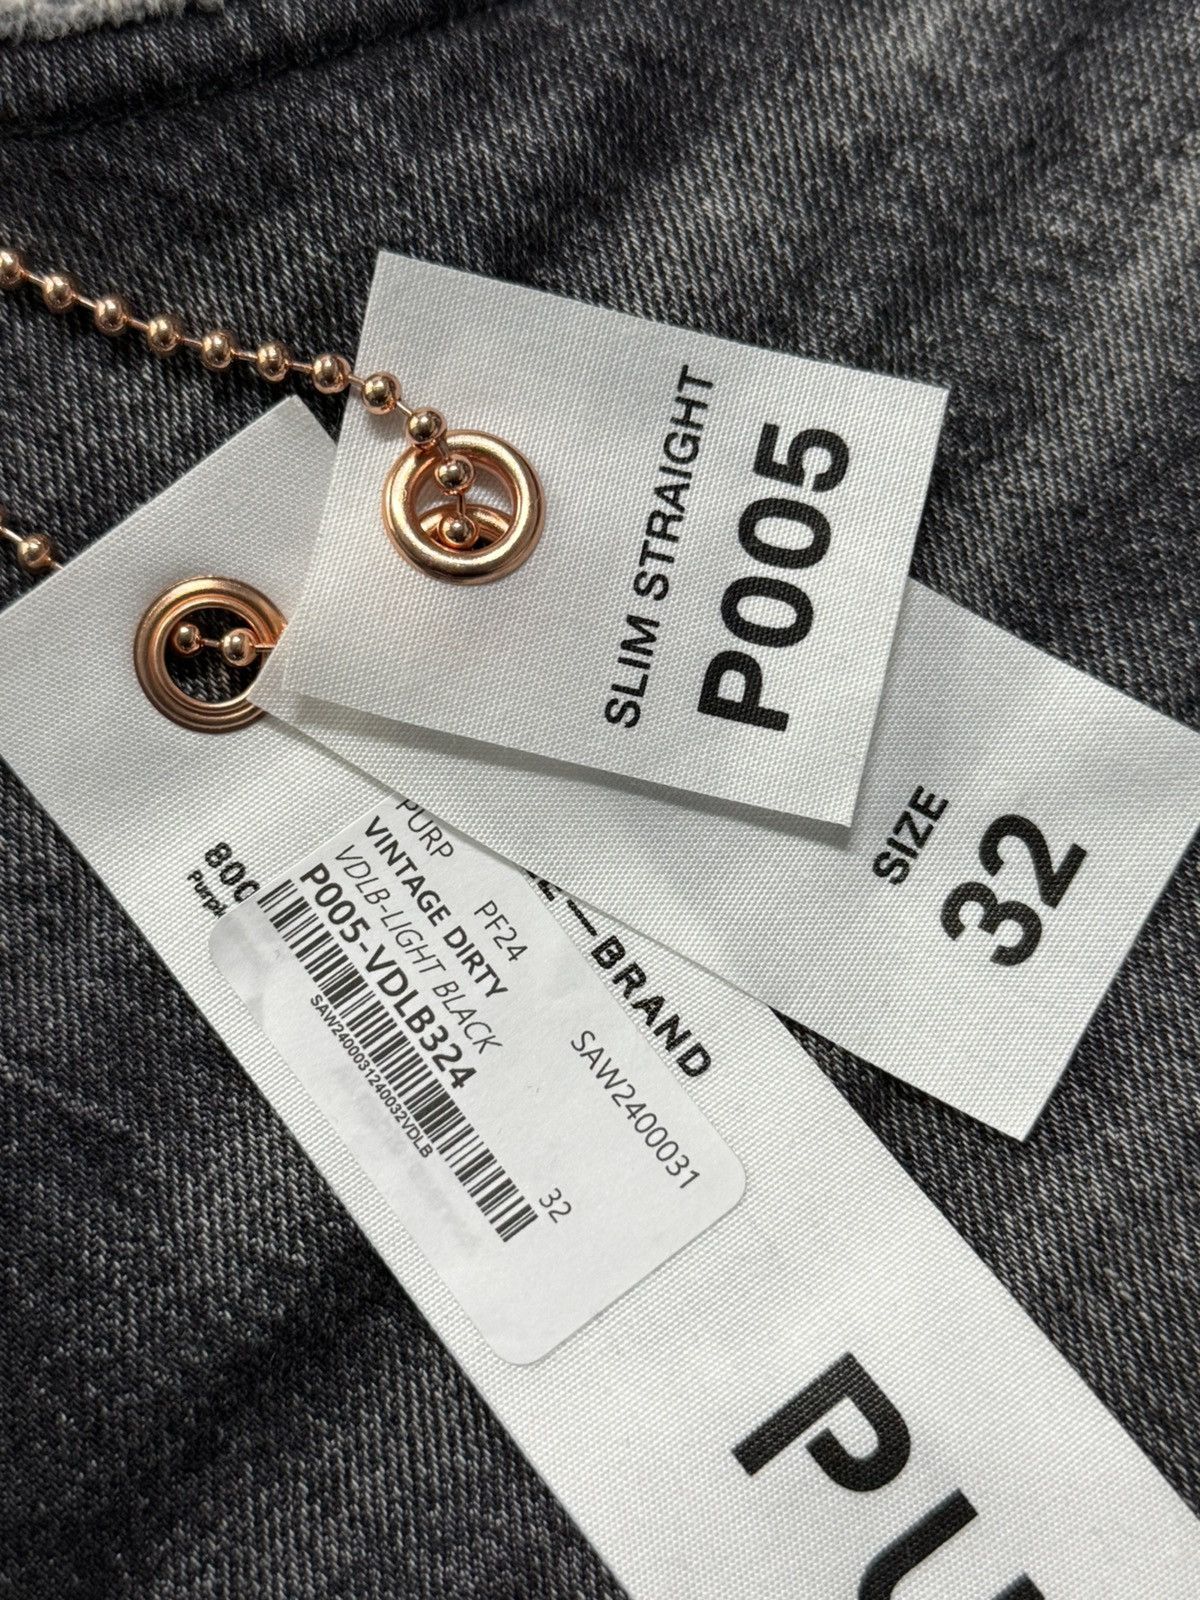 SLIM STRAIGHT
P005
SIZE
32
800
BRAND
PURP PF24 SAW2400031
VINTAGE DIRTY
VDLB-LIGHT BLACK
P005-VDLB324
SAW2400031240032VDLB
32
PU